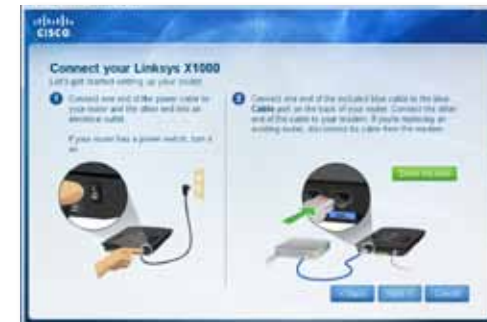 CISCO
Connect your Linksys X1000
Let's get started setting up your router.
1
Connect one end of the power cable to
your router and the other end into an
electrical outlet.
If your router has a power switch, turn it
on.
2
Connect one end of the included blue cable to the blue
Cable port on the back of your router. Connect the other
end of the cable to your modem. If you're replacing an
existing router, disconnect its cable from the modem.
Cancel